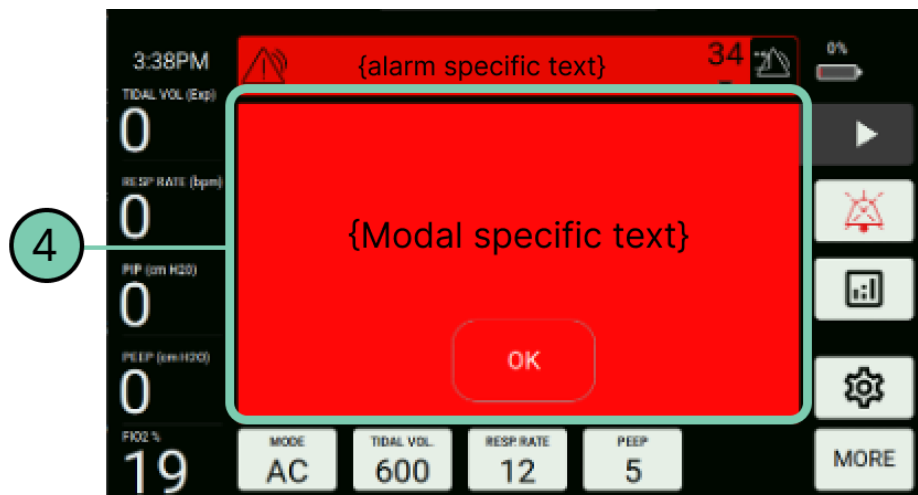 3:38PM
{alarm specific text}
34
0%
TIDAL VOL (Exp)
0
RESP RATE (bpm)
0
4
{Modal specific text}
PIP (cm H20)
0
OK
PEEP (cm H2O)
0
FIO2 %
19
MODE
AC
TIDAL VOL.
600
RESP RATE
12
PEEP
5
MORE